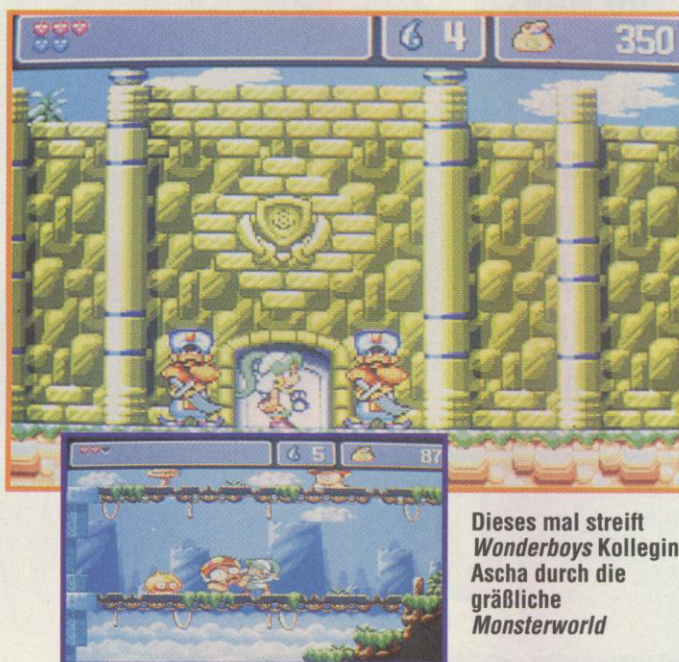 4
350
5
87
Dieses mal streift
Wonderboys Kollegin
Ascha durch die
gräßliche
Monsterworld